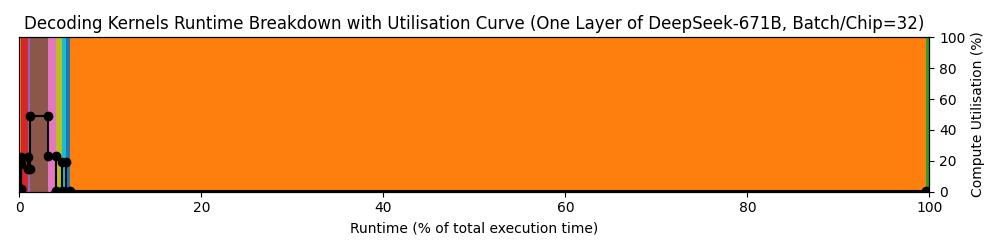 Decoding Kernels Runtime Breakdown with Utilisation Curve (One Layer of DeepSeek-671B, Batch/Chip=32)
100
80
60
40
20
0
Compute Utilisation (%)
0 20 40 60 80 100
Runtime (% of total execution time)